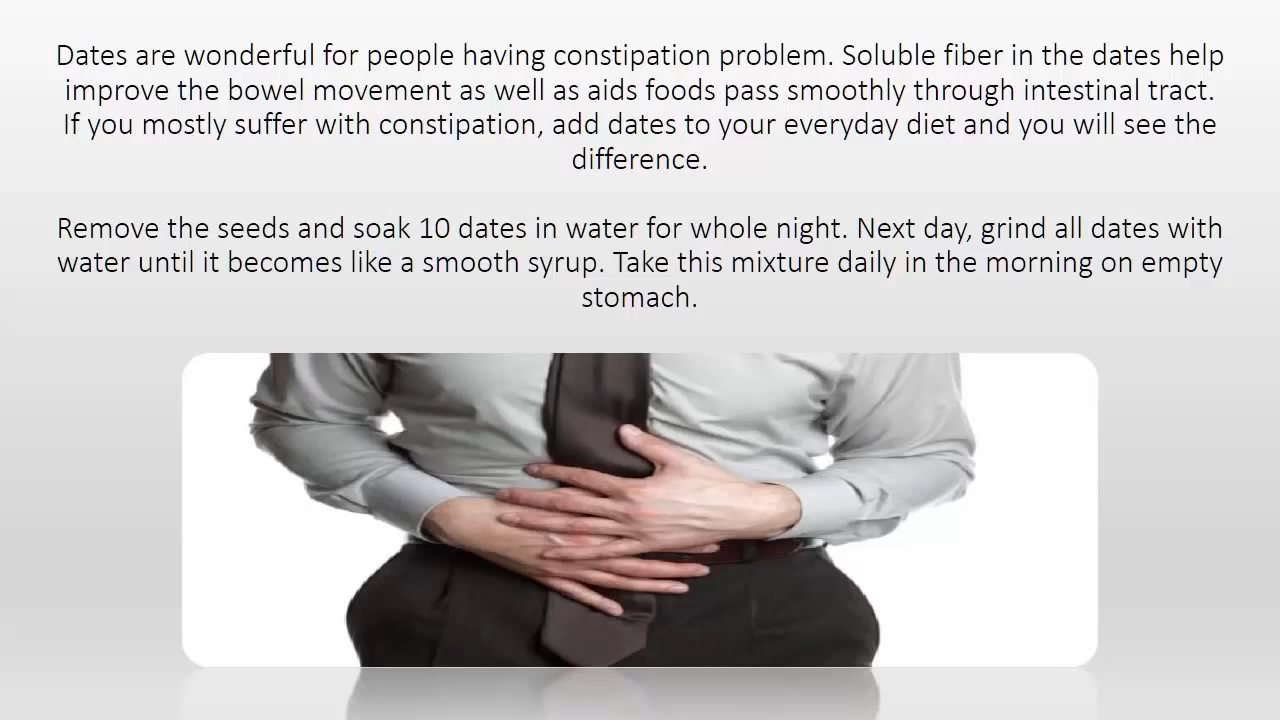 Dates are wonderful for people having constipation problem. Soluble fiber in the dates help
improve the bowel movement as well as aids foods pass smoothly through intestinal tract.
If you mostly suffer with constipation, add dates to your everyday diet and you will see the
difference.
Remove the seeds and soak 10 dates in water for whole night. Next day, grind all dates with
water until it becomes like a smooth syrup. Take this mixture daily in the morning on empty
stomach.